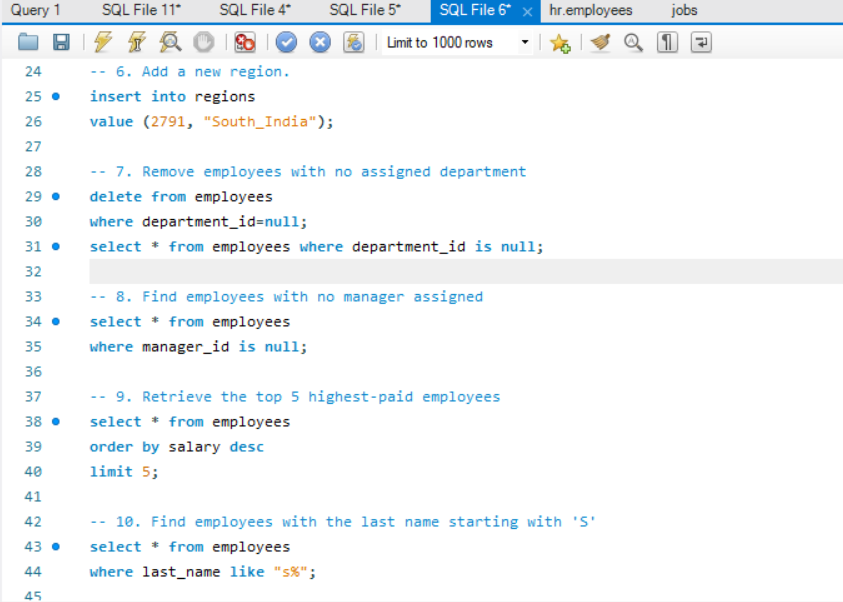 Query 1 SQL File 11* SQL File 4* SQL File 5* SQL File 6* × hr.employees jobs
Limit to 1000 rows
24 -- 6. Add a new region.
25 insert into regions
26 value (2791, "South_India");
27
28 -- 7. Remove employees with no assigned department
29 delete from employees
30 where department_id=null;
31 select * from employees where department_id is null;
32
33 -- 8. Find employees with no manager assigned
34 select * from employees
35 where manager_id is null;
36
37 -- 9. Retrieve the top 5 highest-paid employees
38 select * from employees
39 order by salary desc
40 limit 5;
41
42 -- 10. Find employees with the last name starting with 'S'
43 select * from employees
44 where last_name like "s%";
45